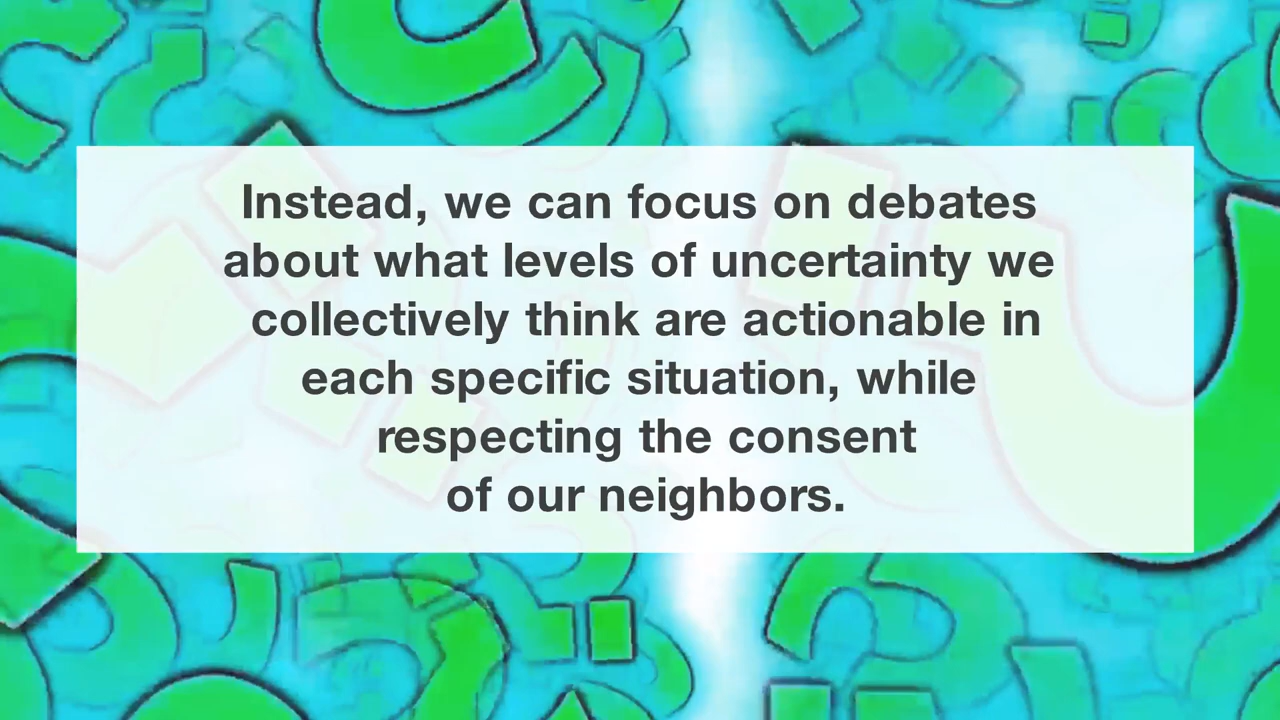 Instead, we can focus on debates
about what levels of uncertainty we
collectively think are actionable in
each specific situation, while
respecting the consent
of our neighbors.